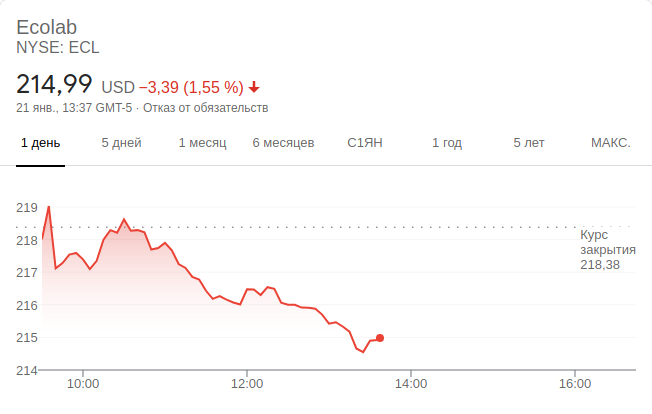 Ecolab
NYSE: ECL
214,99 USD −3,39 (1,55 %)
21 янв., 13:37 GMT-5 · Отказ от обязательств
1 день 5 дней 1 месяц 6 месяцев С1ЯН 1 год 5 лет МАКС.
219
218
217
216
215
214
Курс
закрытия
218,38
10:00 12:00 14:00 16:00